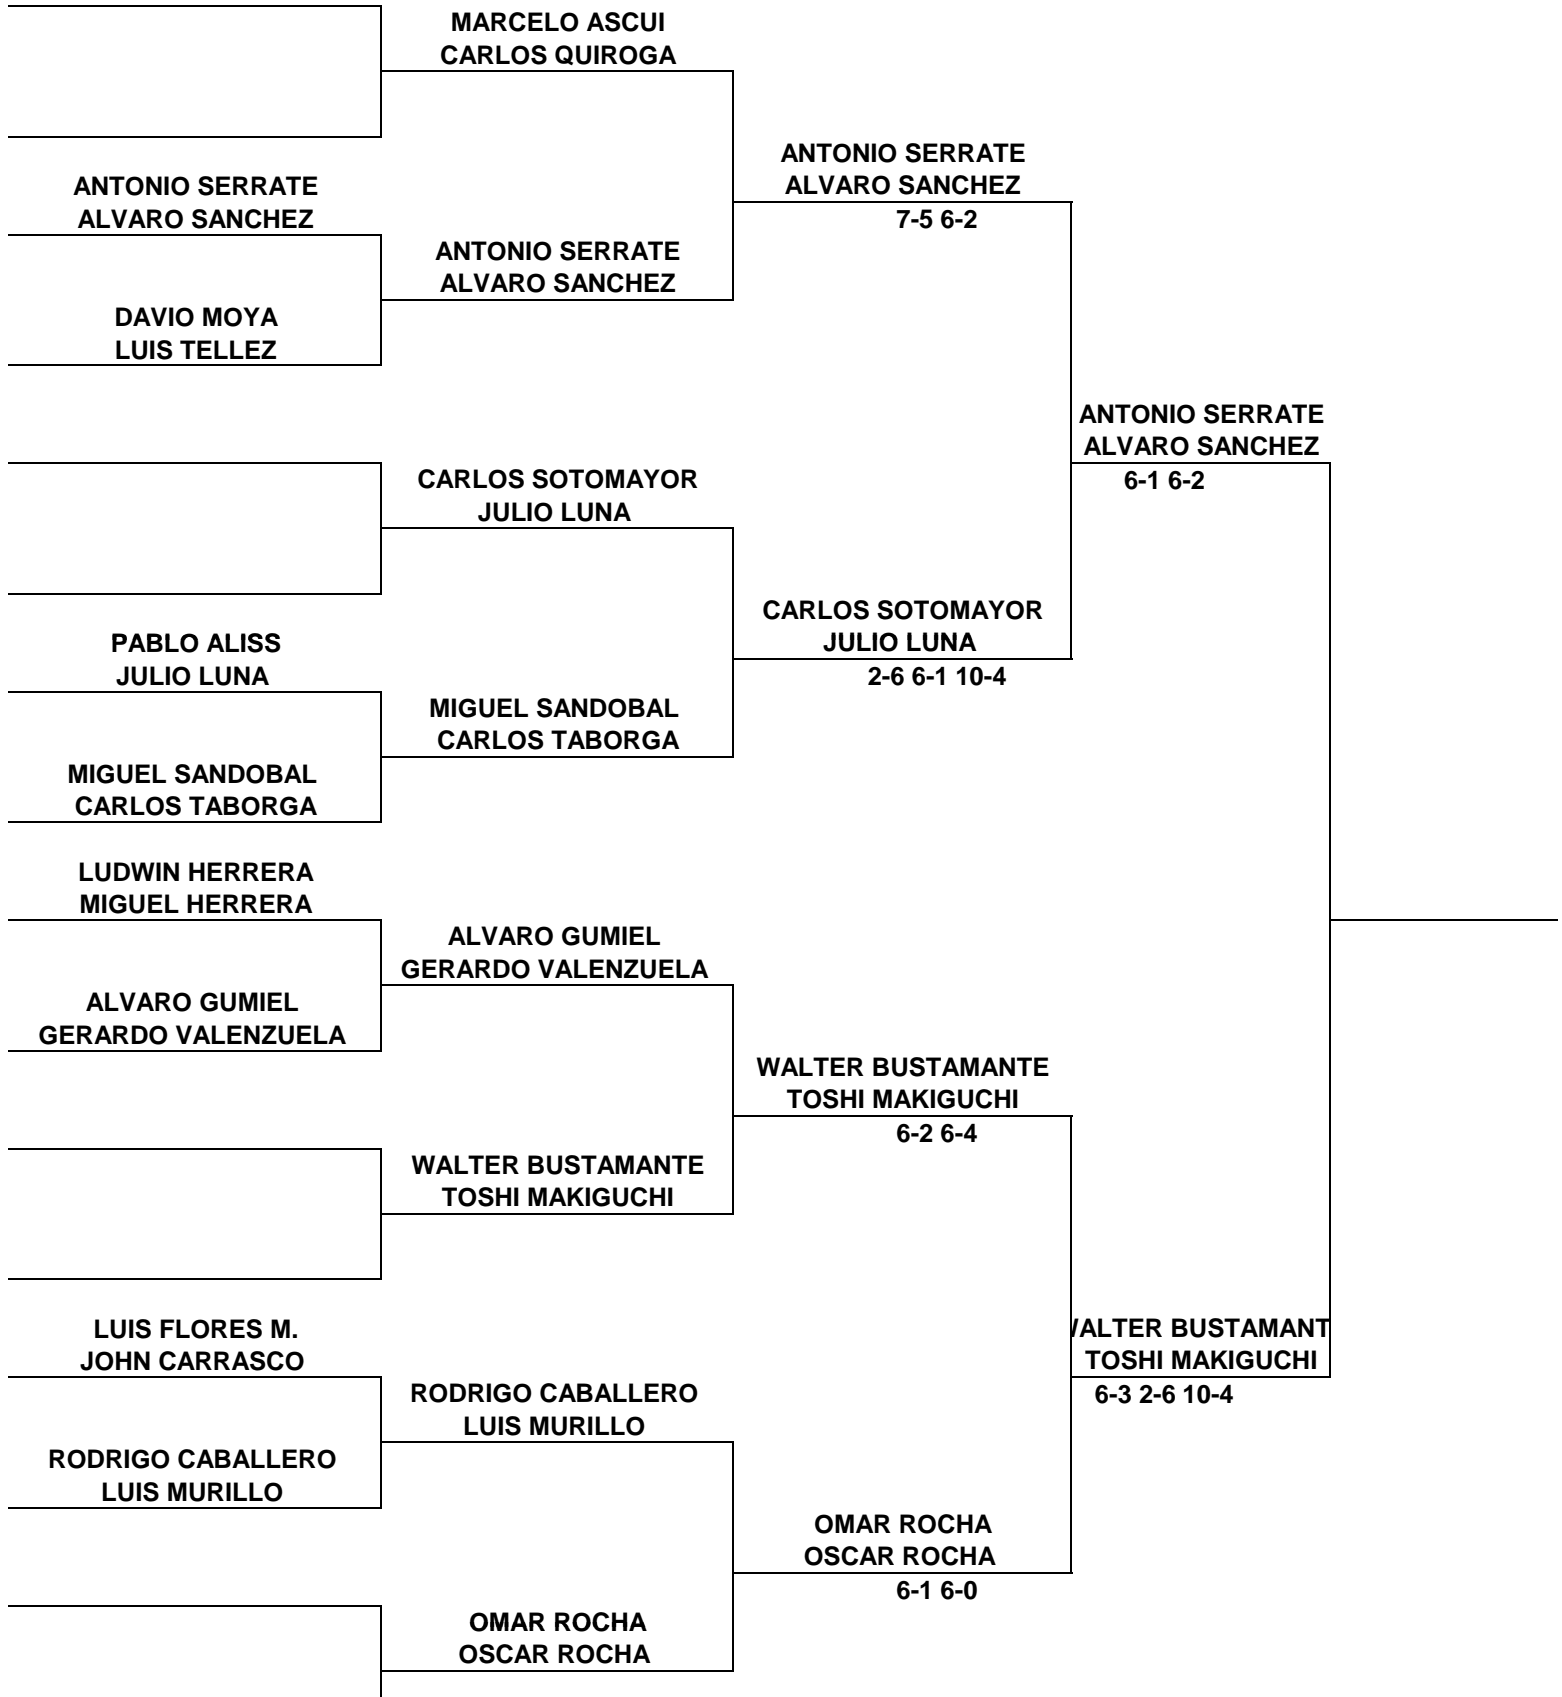 MARCELO ASCUI
CARLOS QUIROGA
ANTONIO SERRATE
ALVARO SANCHEZ
7-5 6-2
ANTONIO SERRATE
ALVARO SANCHEZ
ANTONIO SERRATE
ALVARO SANCHEZ
DAVIO MOYA
LUIS TELLEZ
ANTONIO SERRATE
ALVARO SANCHEZ
6-1 6-2
CARLOS SOTOMAYOR
JULIO LUNA
CARLOS SOTOMAYOR
JULIO LUNA
2-6 6-1 10-4
PABLO ALISS
JULIO LUNA
MIGUEL SANDOBAL
CARLOS TABORGA
MIGUEL SANDOBAL
CARLOS TABORGA
LUDWIN HERRERA
MIGUEL HERRERA
ALVARO GUMIEL
GERARDO VALENZUELA
ALVARO GUMIEL
GERARDO VALENZUELA
WALTER BUSTAMANTE
TOSHI MAKIGUCHI
6-2 6-4
WALTER BUSTAMANTE
TOSHI MAKIGUCHI
LUIS FLORES M.
JOHN CARRASCO
ALTER BUSTAMANT
TOSHI MAKIGUCHI
6-3 2-6 10-4
RODRIGO CABALLERO
LUIS MURILLO
RODRIGO CABALLERO
LUIS MURILLO
OMAR ROCHA
OSCAR ROCHA
6-1 6-0
OMAR ROCHA
OSCAR ROCHA